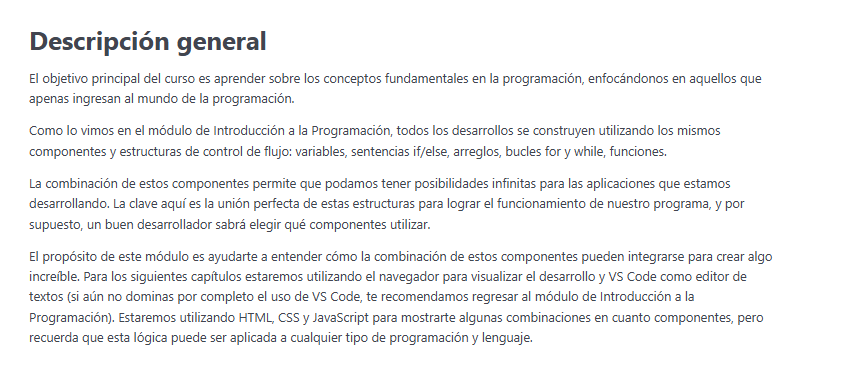 Descripción general
El objetivo principal del curso es aprender sobre los conceptos fundamentales en la programación, enfocándonos en aquellos que
apenas ingresan al mundo de la programación.
Como lo vimos en el módulo de Introducción a la Programación, todos los desarrollos se construyen utilizando los mismos
componentes y estructuras de control de flujo: variables, sentencias if/else, arreglos, bucles for y while, funciones.
La combinación de estos componentes permite que podamos tener posibilidades infinitas para las aplicaciones que estamos
desarrollando. La clave aquí es la unión perfecta de estas estructuras para lograr el funcionamiento de nuestro programa, y por
supuesto, un buen desarrollador sabrá elegir qué componentes utilizar.
El propósito de este módulo es ayudarte a entender cómo la combinación de estos componentes pueden integrarse para crear algo
increíble. Para los siguientes capítulos estaremos utilizando el navegador para visualizar el desarrollo y VS Code como editor de
textos (si aún no dominas por completo el uso de VS Code, te recomendamos regresar al módulo de Introducción a la
Programación). Estaremos utilizando HTML, CSS y JavaScript para mostrarte algunas combinaciones en cuanto componentes, pero
recuerda que esta lógica puede ser aplicada a cualquier tipo de programación y lenguaje.